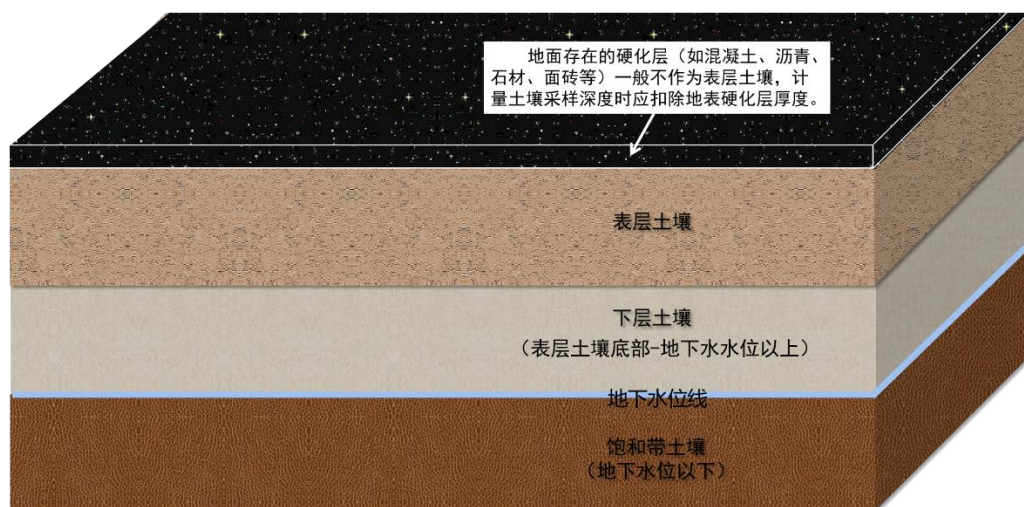 地面存在的硬化层（如混凝土、沥青、
石材、面砖等）一般不作为表层土壤，计
量土壤采样深度时应扣除地表硬化层厚度。
表层土壤
下层土壤
（表层土壤底部-地下水水位以上）
地下水位线
饱和带土壤
（地下水位以下）